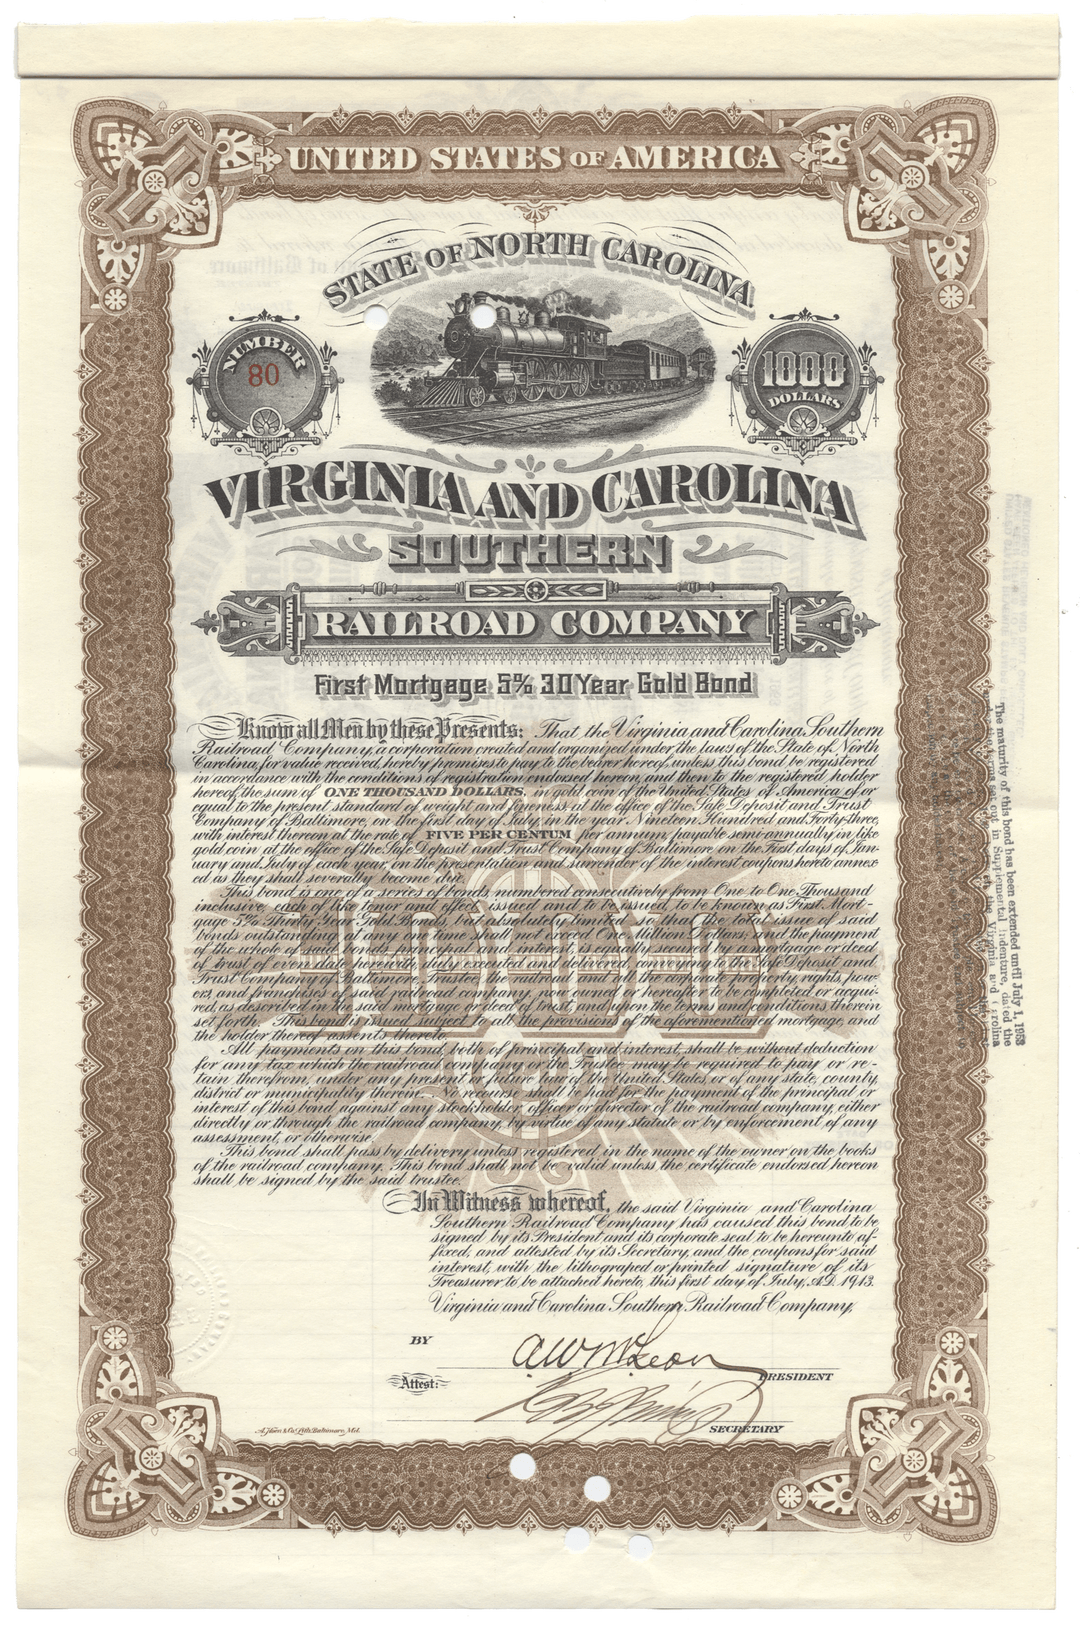 UNITED STATES OF AMERICA
STATE OF NORTH CAROLINA
NUMBER
80
1000
DOLLARS
VIRGINIA AND CAROLINA
SOUTHERN
RAILROAD COMPANY
First Mortgage 5% 30 Year Gold Bond
Know all Men by these Presents: That the Virginia and Carolina Southern
Railroad Company, a corporation created and organized under the laws of the State of North
Carolina, for value received, hereby promises to pay to the bearer hereof, unless this bond be registered
in accordance with the conditions of registration endorsed hereon, and then to the registered holder
hereof, the sum of ONE THOUSAND DOLLARS, in gold coin of the United States of America of or
equal to the present standard of weight and fineness, at the office of the Safe Deposit and Trust
Company of Baltimore, on the first day of July, in the year Nineteen Hundred and Forty-three,
with interest thereon at the rate of FIVE PER CENTUM per annum, payable semi-annually in like
gold coin at the office of the Safe Deposit and Trust Company of Baltimore on the First days of Jan-
uary and July of each year, on the presentation and surrender of the interest coupons hereto annex-
ed as they shall severally become due.
This bond is one of a series of bonds numbered consecutively from One to One Thousand
inclusive, each of like tenor and effect issued and to be issued, to be known as First Mort-
gage 5% Thirty Year Gold Bonds, but absolutely limited so that the total issue of said
bonds outstanding at any one time shall not exceed One Million Dollars; and the payment
of the whole of said bonds, principal and interest, is equally secured by a mortgage or deed
of trust of even date herewith, duly executed and delivered, conveying to the Safe Deposit and
Trust Company of Baltimore, trustee, the railroad and all the corporate property, rights, pow-
ers, and franchises of said railroad company, now owned or hereafter to be completed or acqui-
red, as described in the said mortgage or deed of trust, and upon the terms and conditions therein
set forth. This bond is issued subject to all the provisions of the aforementioned mortgage, and
the holder thereof assents thereto.
All payments on this bond, both of principal and interest, shall be without deduction
for any tax which the railroad company or the Trustee may be required to pay or re-
tain therefrom, under any present or future law of the United States, or of any state, county,
district or municipality therein. No recourse shall be had for the payment of the principal or
interest of this bond against any stockholder officer or director of the railroad company, either
directly or through the railroad company, by virtue of any statute or by enforcement of any
assessment, or otherwise.
This bond shall pass by delivery unless registered in the name of the owner on the books
of the railroad company. This bond shall not be valid unless the certificate endorsed hereon
shall be signed by the said trustee.
In Witness whereof, the said Virginia and Carolina
Southern Railroad Company has caused this bond to be
signed by its President and its corporate seal to be hereunto af-
fixed, and attested by its Secretary, and the coupons for said
interest, with the lithograped or printed signature of its
Treasurer to be attached hereto, this first day of July, A.D. 1913.
Virginia and Carolina Southern Railroad Company,
BY A.W. McLean
PRESIDENT
Attest:
SECRETARY
A. Hoen & Co. Lith. Baltimore, Md.
The maturity of this bond has been extended until July 1, 1953
Supplemental Indenture, dated the
the Virginia and Carolina